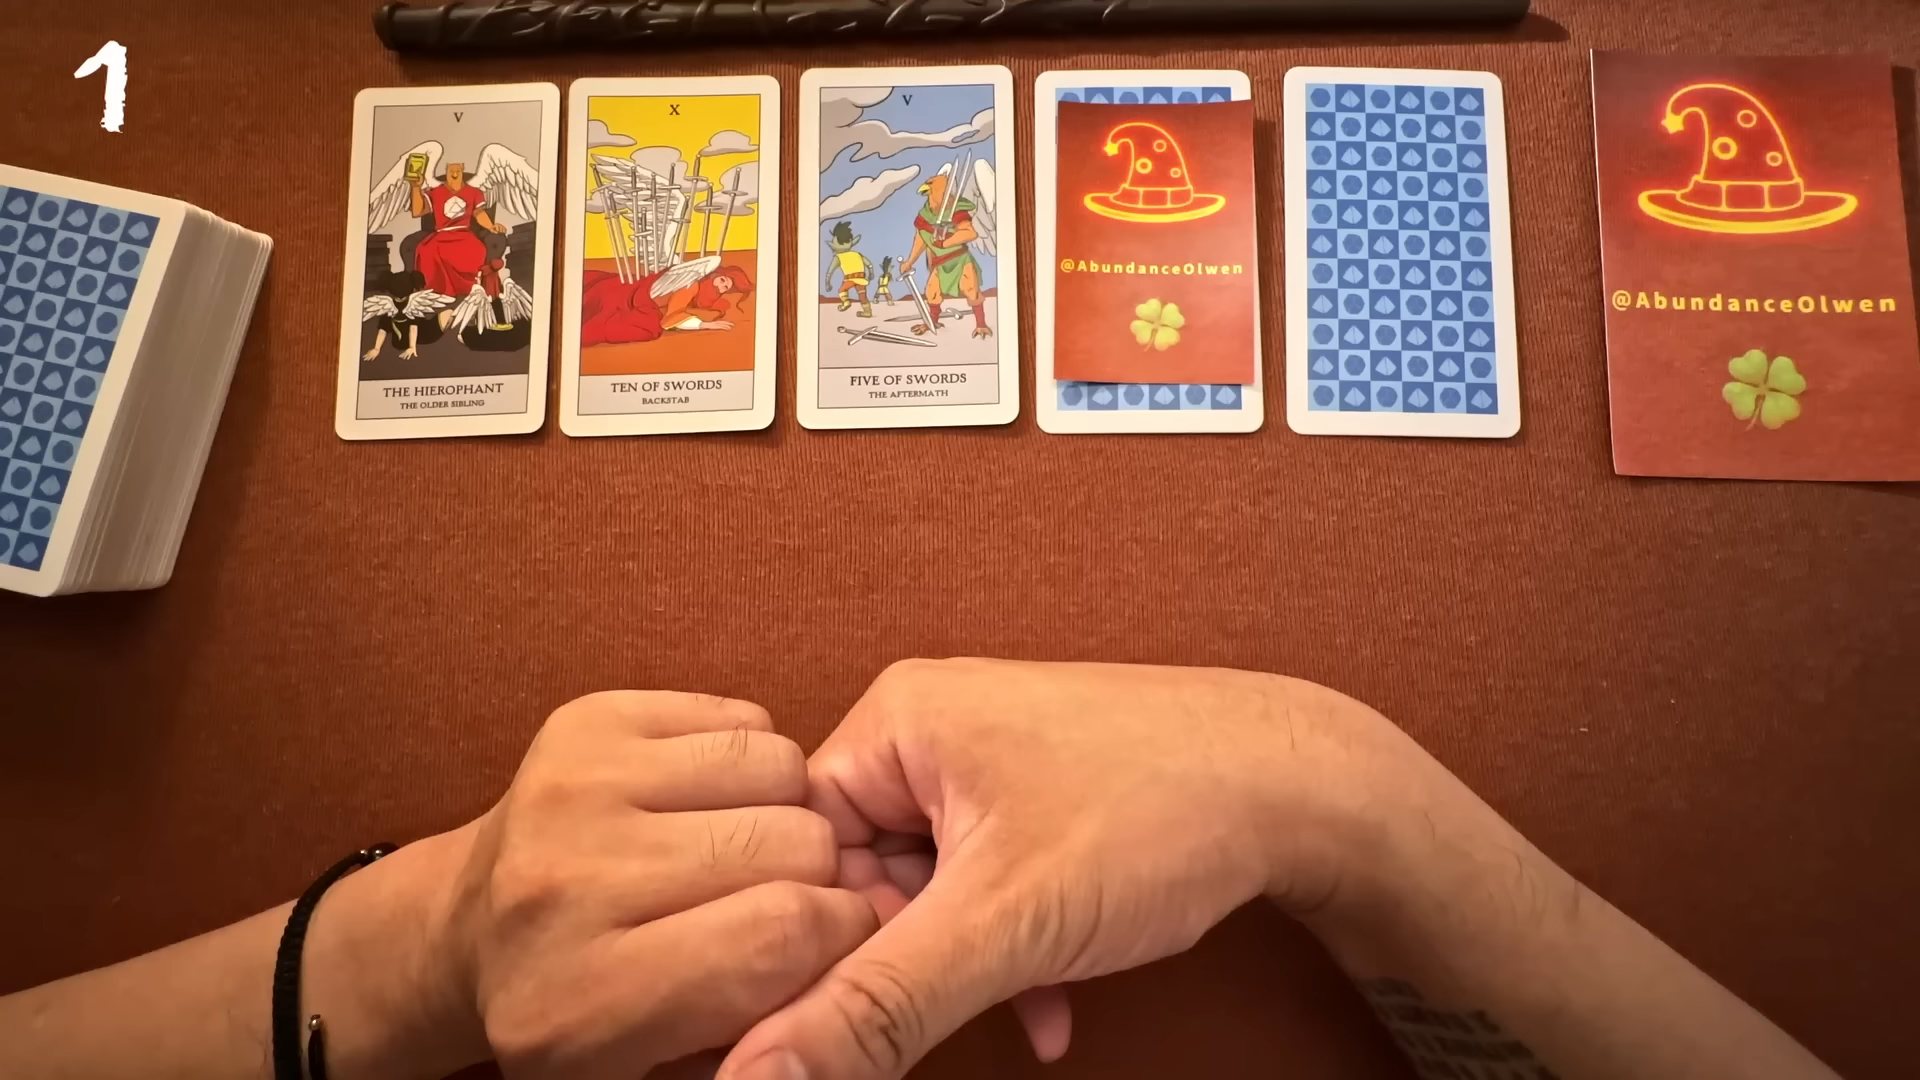 1
V
THE HIEROPHANT
THE OLDER SIBLING
X
TEN OF SWORDS
BACKSTAB
V
FIVE OF SWORDS
THE AFTERMATH
@AbundanceOlwen
@AbundanceOlwen